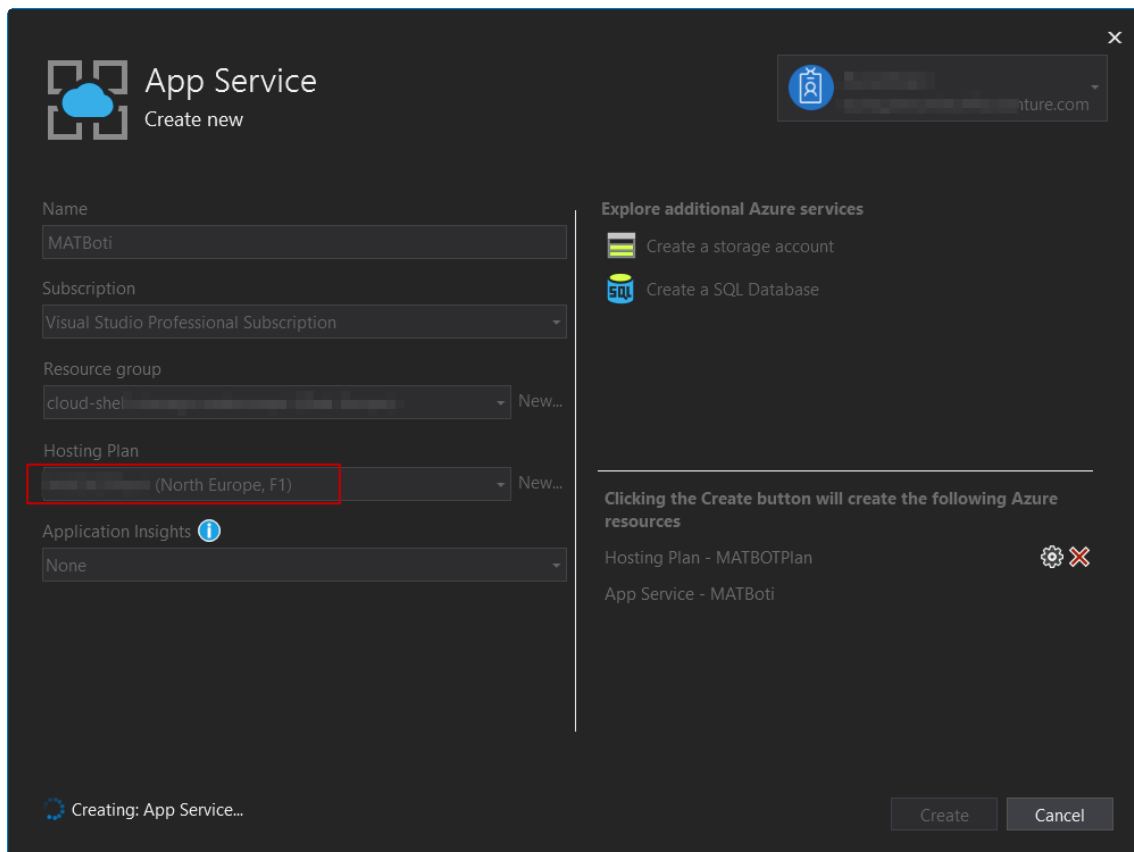 App Service
Create new
nture.com
Name
MATBoti
Subscription
Visual Studio Professional Subscription
Resource group
cloud-shel
New...
Hosting Plan
(North Europe, F1)
New...
Application Insights
None
Explore additional Azure services
Create a storage account
SQL
Create a SQL Database
Clicking the Create button will create the following Azure
resources
Hosting Plan - MATBOTPlan
App Service - MATBoti
Creating: App Service...
Create
Cancel